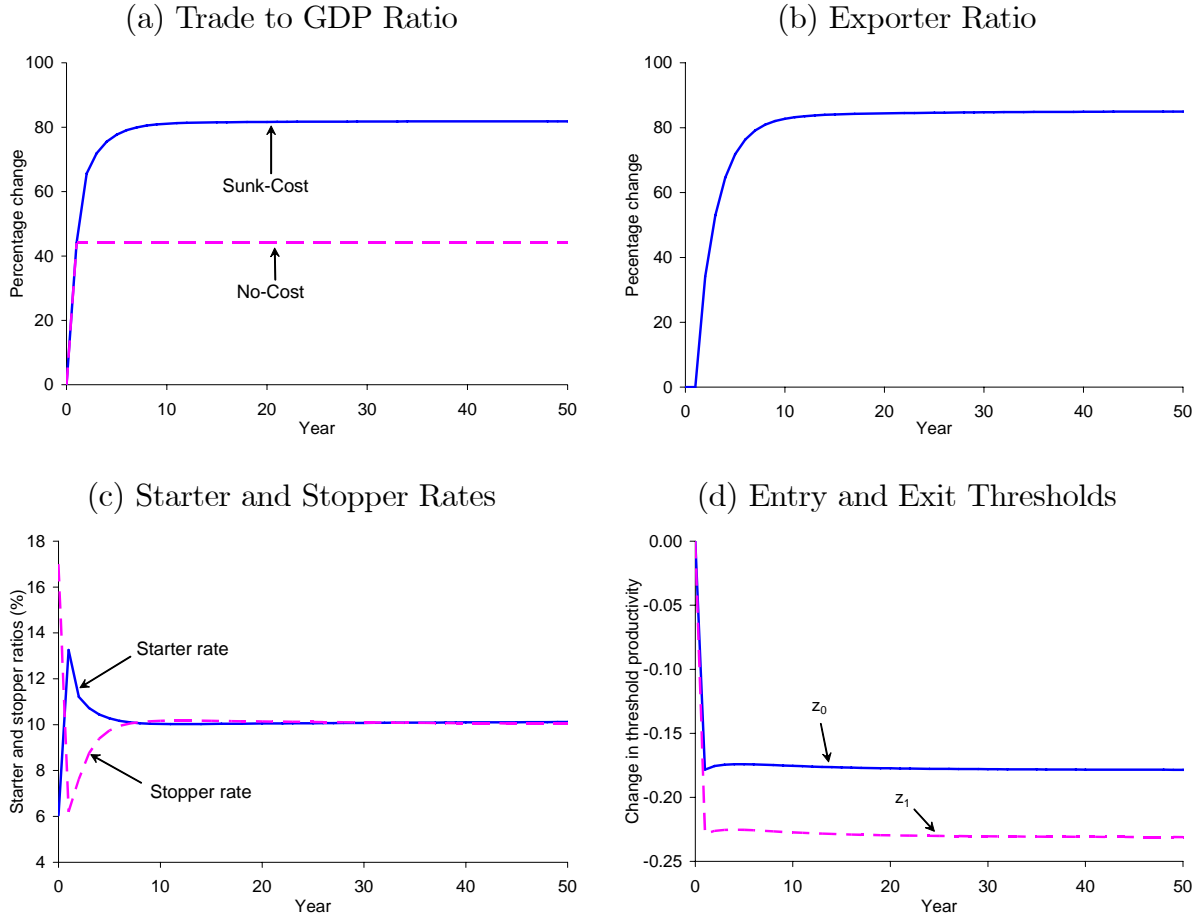 (a) Trade to GDP Ratio
100
80
60
40
20
0
0 10 20 30 40 50
Percentage change
Year
Sunk-Cost
No-Cost
(b) Exporter Ratio
100
80
60
40
20
0
0 10 20 30 40 50
Pecentage change
Year
(c) Starter and Stopper Rates
18
16
14
12
10
8
6
4
0 10 20 30 40 50
Starter and stopper ratios (%)
Year
Starter rate
Stopper rate
(d) Entry and Exit Thresholds
0.00
-0.05
-0.10
-0.15
-0.20
-0.25
0 10 20 30 40 50
Change in threshold productivity
Year
z0
z1